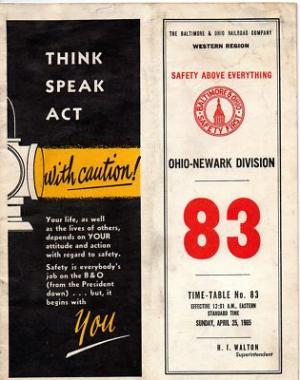 THINK
SPEAK
ACT
with caution!
Your life, as well
as the lives of others,
depends on YOUR
attitude and action
with regard to safety.
Safety is everybody's
job on the B&O
(from the President
down) . . . but, it
begins with
You
THE BALTIMORE & OHIO RAILROAD COMPANY
WESTERN REGION
SAFETY ABOVE EVERYTHING
BALTIMORE & OHIO
SAFETY FIRST
OHIO-NEWARK DIVISION
83
TIME-TABLE No. 83
EFFECTIVE 12:01 A.M., EASTERN
STANDARD TIME
SUNDAY, APRIL 25, 1965
H. T. WALTON
Superintendent